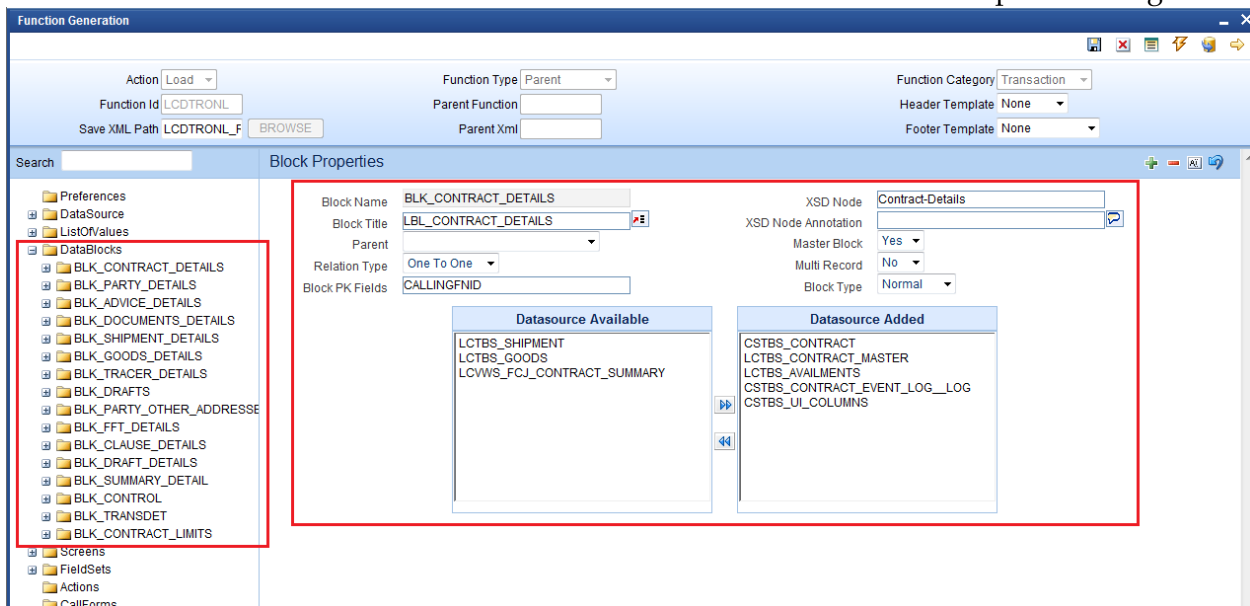 Function Generation
Action Load
Function Type Parent
Function Category Transaction
Function Id LCDTRONL
Parent Function
Header Template None
Save XML Path LCDTRONL_F BROWSE
Parent Xml
Footer Template None
Search
Block Properties
Preferences
DataSource
ListOfValues
DataBlocks
BLK_CONTRACT_DETAILS
BLK_PARTY_DETAILS
BLK_ADVICE_DETAILS
BLK_DOCUMENTS_DETAILS
BLK_SHIPMENT_DETAILS
BLK_GOODS_DETAILS
BLK_TRACER_DETAILS
BLK_DRAFTS
BLK_PARTY_OTHER_ADDRESSE
BLK_FFT_DETAILS
BLK_CLAUSE_DETAILS
BLK_DRAFT_DETAILS
BLK_SUMMARY_DETAIL
BLK_CONTROL
BLK_TRANSDET
BLK_CONTRACT_LIMITS
Screens
FieldSets
Actions
CallForms
Block Name BLK_CONTRACT_DETAILS
Block Title LBL_CONTRACT_DETAILS
Parent
Relation Type One To One
Block PK Fields CALLINGFNID
XSD Node Contract-Details
XSD Node Annotation
Master Block Yes
Multi Record No
Block Type Normal
Datasource Available
LCTBS_SHIPMENT
LCTBS_GOODS
LCVWS_FCJ_CONTRACT_SUMMARY
Datasource Added
CSTBS_CONTRACT
LCTBS_CONTRACT_MASTER
LCTBS_AVAILMENTS
CSTBS_CONTRACT_EVENT_LOG__LOG
CSTBS_UI_COLUMNS